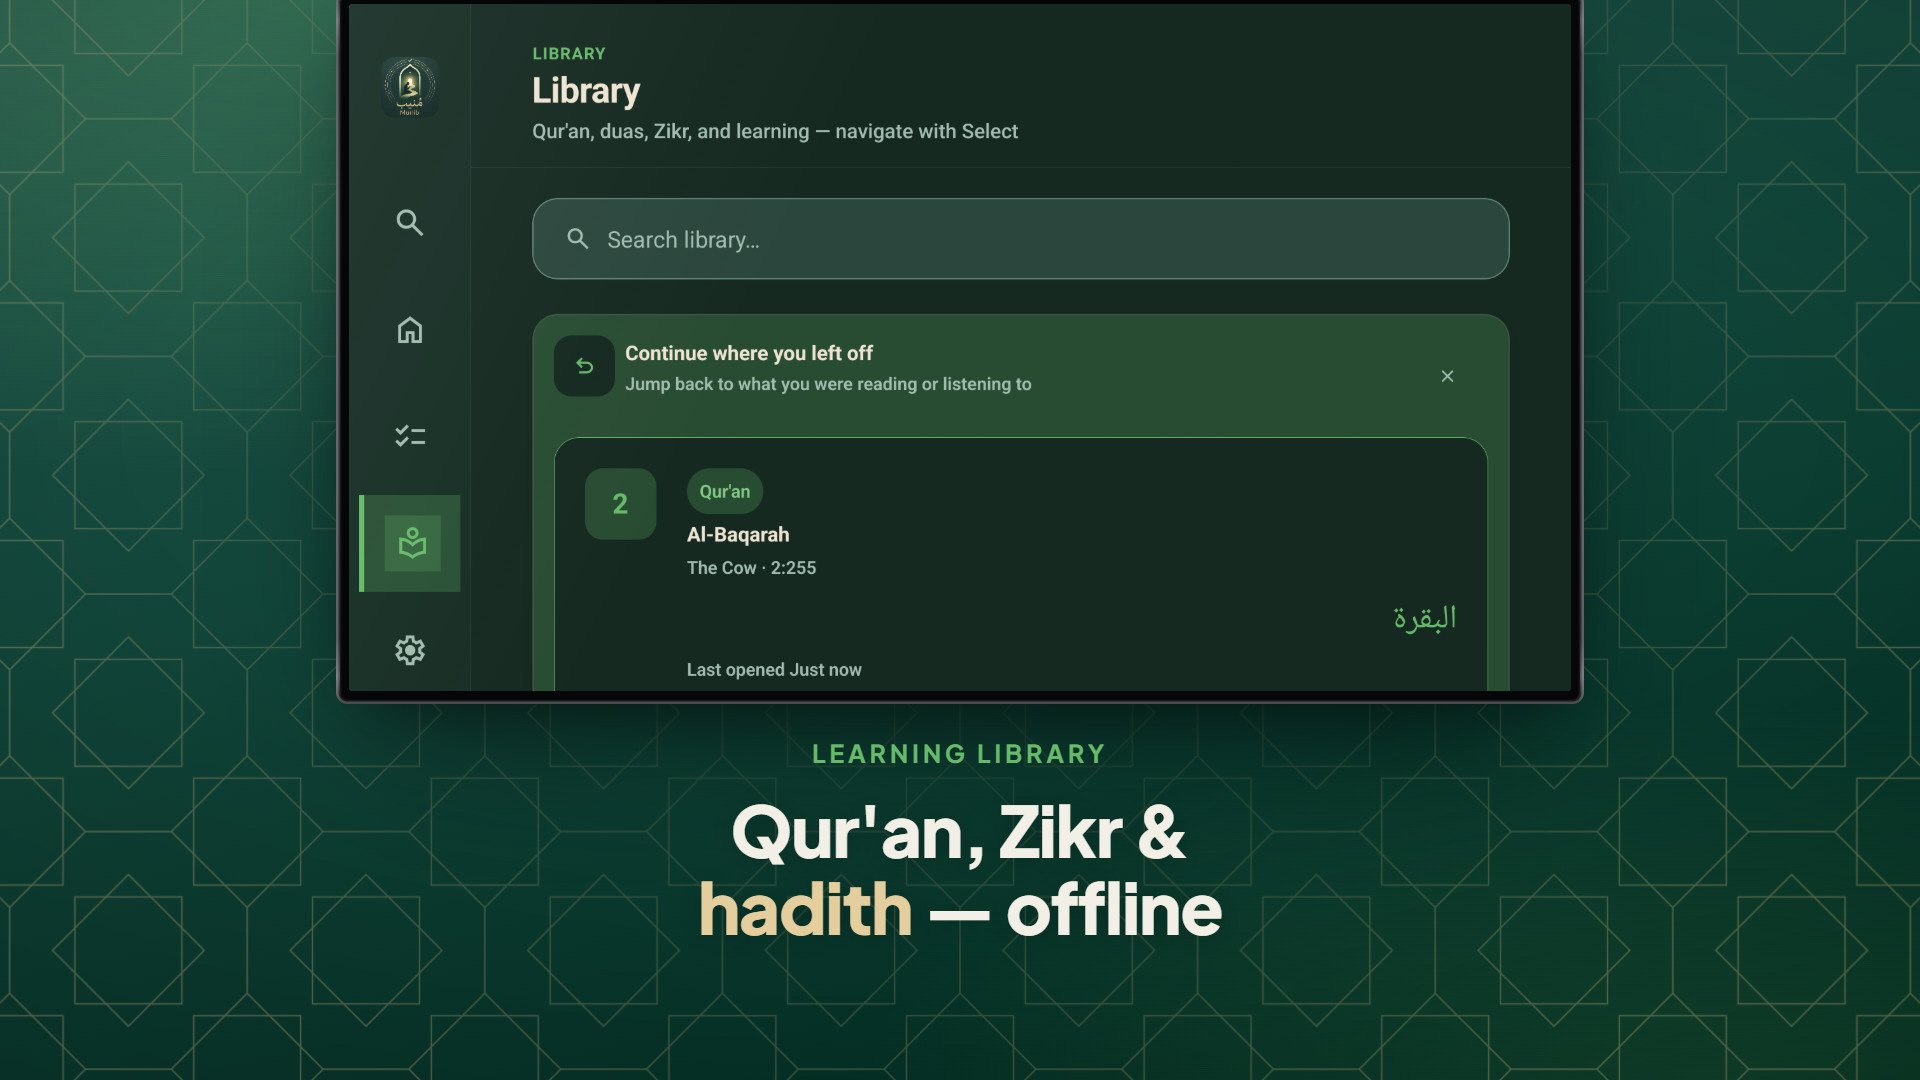 مُنيب
Munib
LIBRARY
Library
Qur'an, duas, Zikr, and learning — navigate with Select
Search library...
Continue where you left off
Jump back to what you were reading or listening to
2
Qur'an
Al-Baqarah
The Cow · 2:255
البقرة
Last opened Just now
LEARNING LIBRARY
Qur'an, Zikr &
hadith — offline